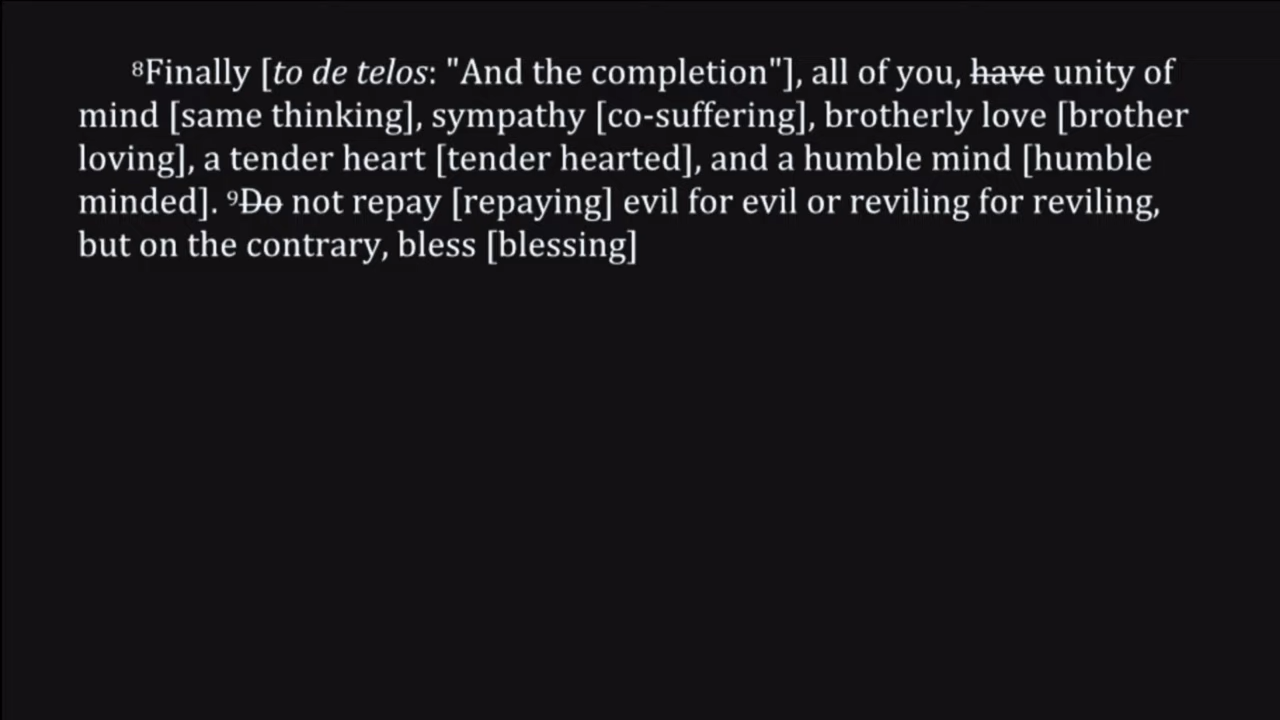 ⁸Finally [to de telos: "And the completion"], all of you, have unity of
mind [same thinking], sympathy [co-suffering], brotherly love [brother
loving], a tender heart [tender hearted], and a humble mind [humble
minded]. ⁹Do not repay [repaying] evil for evil or reviling for reviling,
but on the contrary, bless [blessing]